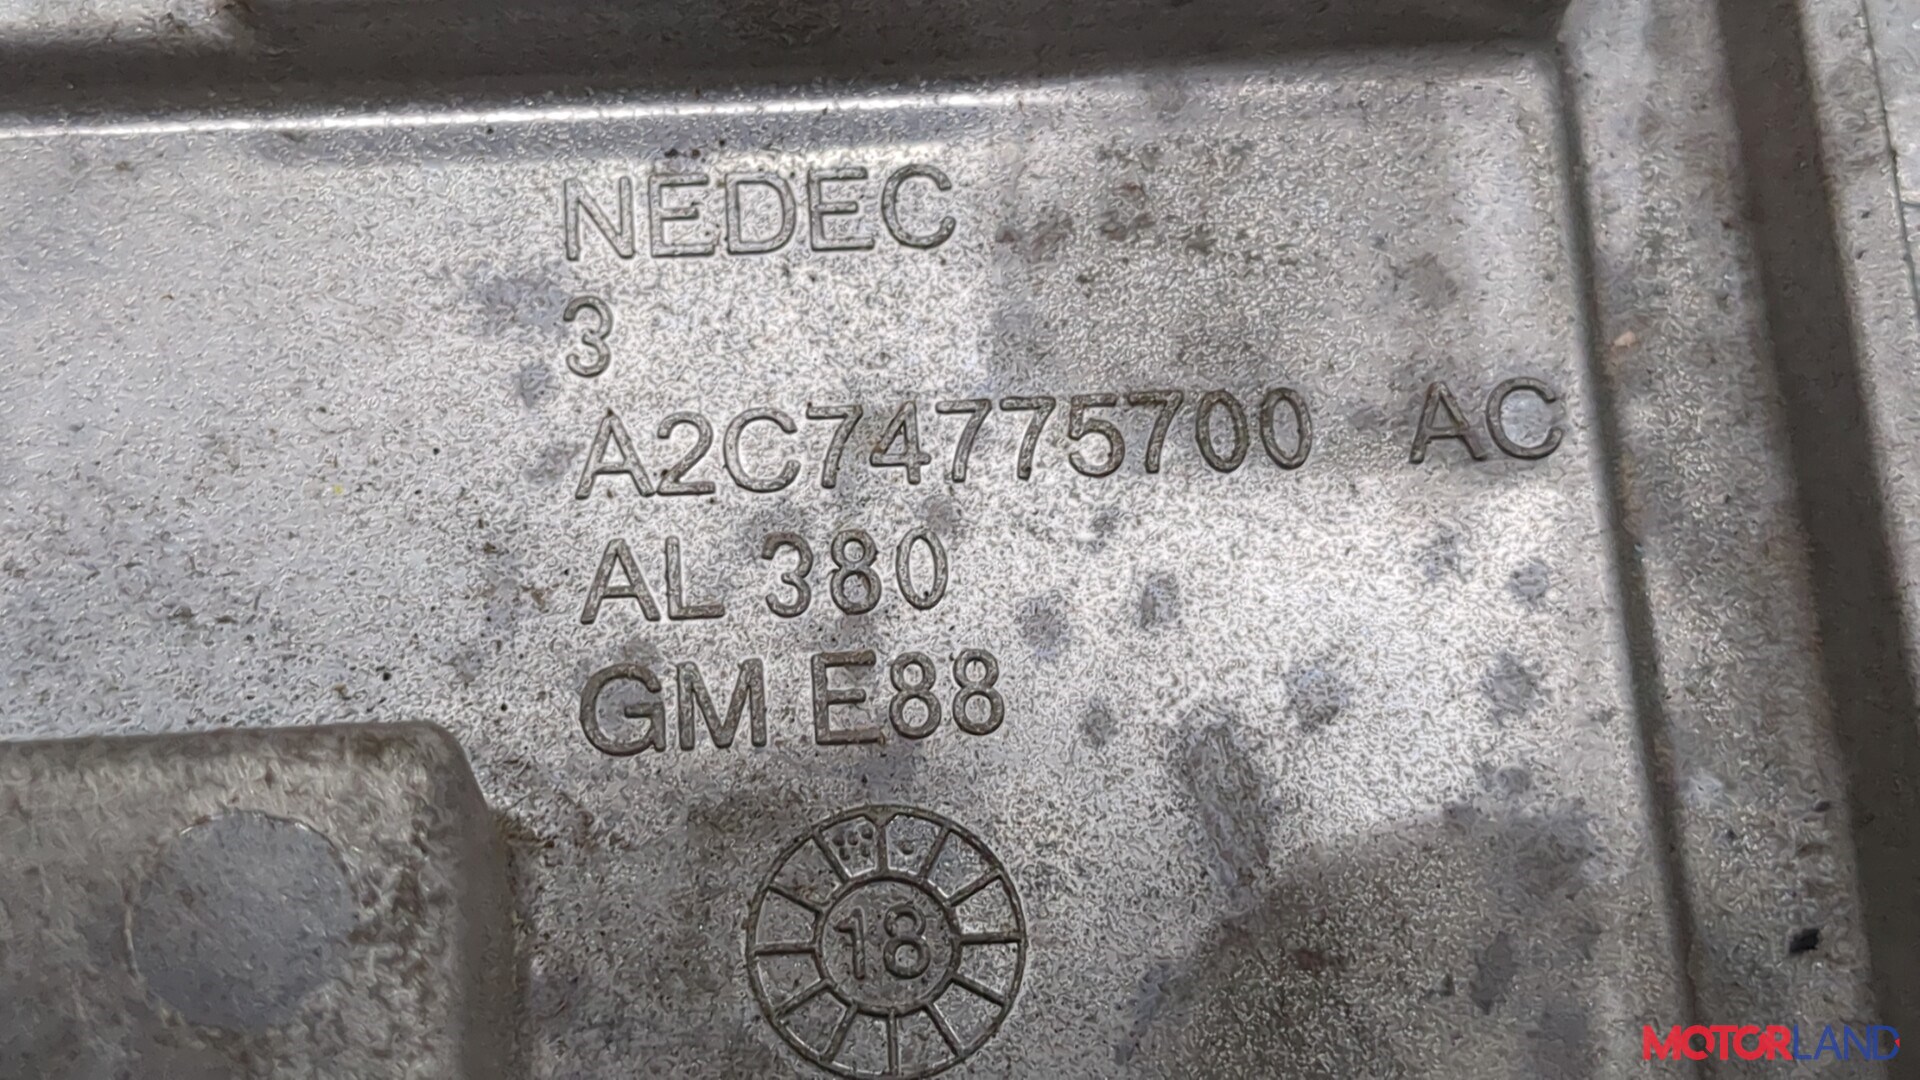 NEDEC
3
A2C74775700 AC
AL 380
GM E88
18
MOTORLAND